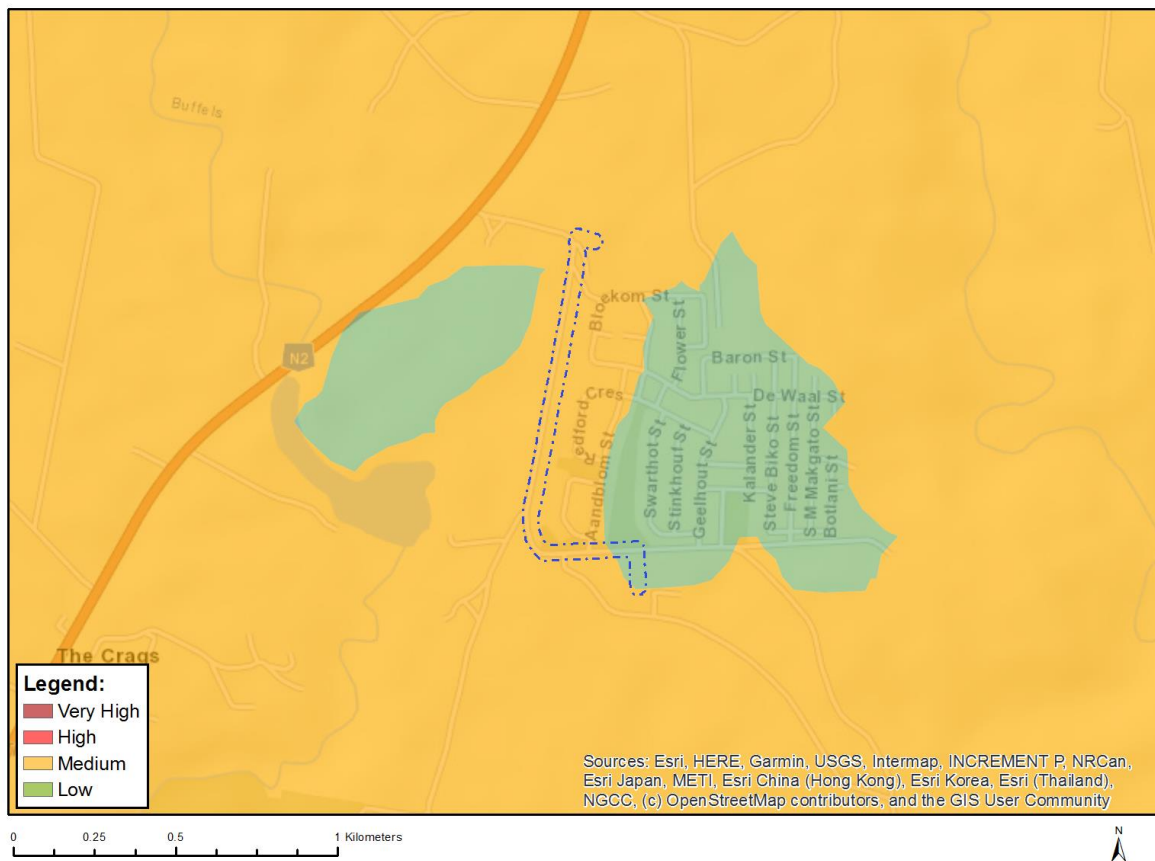 Buffels
Bloekom St
Flower St
N2
Baron St
De Waal St
Redford Cres
Aandblom St
Swarthot St
Stinkhout St
Geelhout St
Kalander St
Steve Biko St
Freedom St
S M Makgato St
Botlani St
The Crags
Legend:
Very High
High
Medium
Low
Sources: Esri, HERE, Garmin, USGS, Intermap, INCREMENT P, NRCan,
Esri Japan, METI, Esri China (Hong Kong), Esri Korea, Esri (Thailand),
NGCC, (c) OpenStreetMap contributors, and the GIS User Community
0 0.25 0.5 1 Kilometers
N